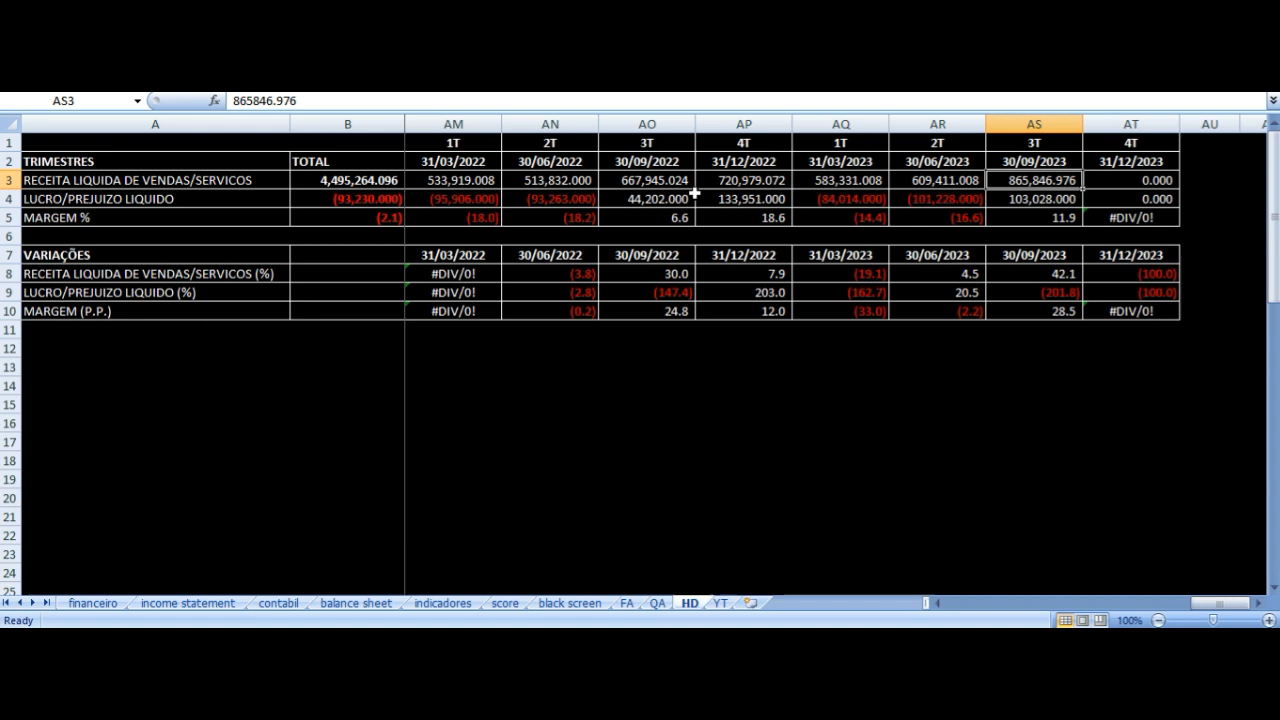 AS3 fx 865846.976
A B AM AN AO AP AQ AR AS AT AU
1 1T 2T 3T 4T 1T 2T 3T 4T
2 TRIMESTRES TOTAL 31/03/2022 30/06/2022 30/09/2022 31/12/2022 31/03/2023 30/06/2023 30/09/2023 31/12/2023
3 RECEITA LIQUIDA DE VENDAS/SERVICOS 4,495,264.096 533,919.008 513,832.000 667,945.024 720,979.072 583,331.008 609,411.008 865,846.976 0.000
4 LUCRO/PREJUIZO LIQUIDO (93,230.000) (95,906.000) (93,263.000) 44,202.000 133,951.000 (84,014.000) (101,228.000) 103,028.000 0.000
5 MARGEM % (2.1) (18.0) (18.2) 6.6 18.6 (14.4) (16.6) 11.9 #DIV/0!
6
7 VARIAÇÕES 31/03/2022 30/06/2022 30/09/2022 31/12/2022 31/03/2023 30/06/2023 30/09/2023 31/12/2023
8 RECEITA LIQUIDA DE VENDAS/SERVICOS (%) #DIV/0! (3.8) 30.0 7.9 (19.1) 4.5 42.1 (100.0)
9 LUCRO/PREJUIZO LIQUIDO (%) #DIV/0! (2.8) (147.4) 203.0 (162.7) 20.5 (201.8) (100.0)
10 MARGEM (P.P.) #DIV/0! (0.2) 24.8 12.0 (33.0) (2.2) 28.5 #DIV/0!
11
12
13
14
15
16
17
18
19
20
21
22
23
24
25
financeiro income statement contabil balance sheet indicadores score black screen FA QA HD YT
Ready 100%